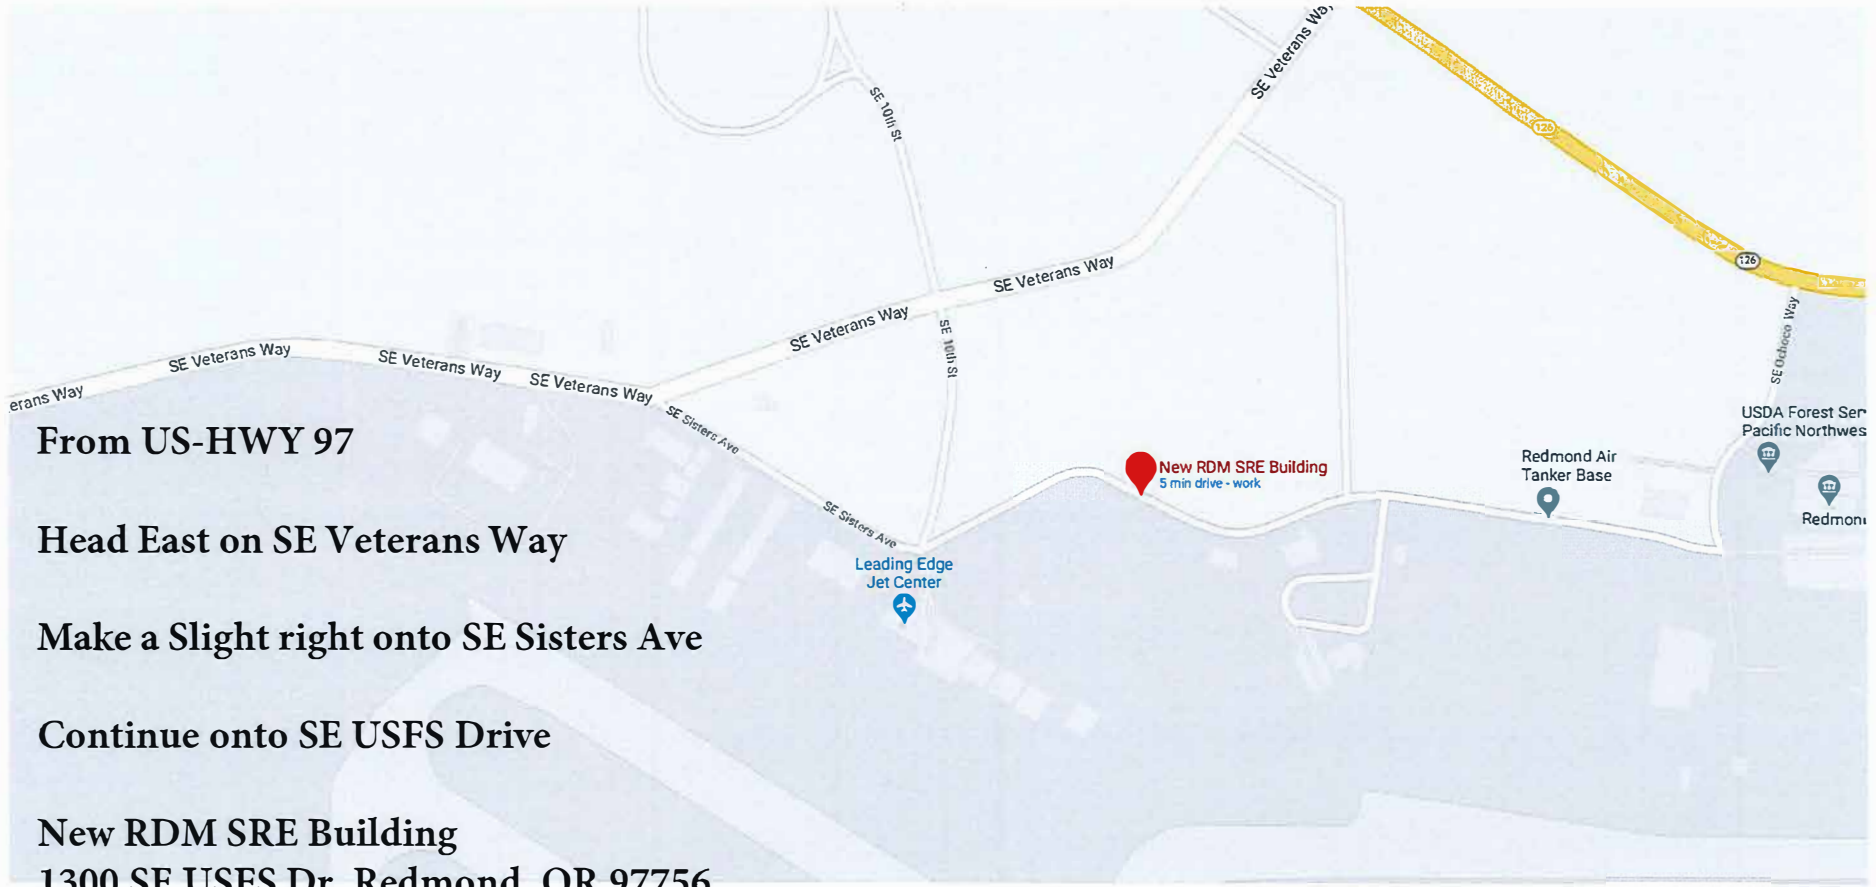 SE Veterans Way
126
SE 10th St
126
SE Veterans Way
SE Veterans Way
SE Ochoco Way
SE 10th St
SE Veterans Way
SE Veterans Way
SE Veterans Way
erans Way
SE Sisters Ave
USDA Forest Ser
Pacific Northwes
From US-HWY 97
Redmond Air
Tanker Base
New RDM SRE Building
5 min drive - work
SE Sisters Ave
Redmon
Head East on SE Veterans Way
Leading Edge
Jet Center
Make a Slight right onto SE Sisters Ave
Continue onto SE USFS Drive
New RDM SRE Building
1300 SE USFS Dr, Redmond, OR 97756